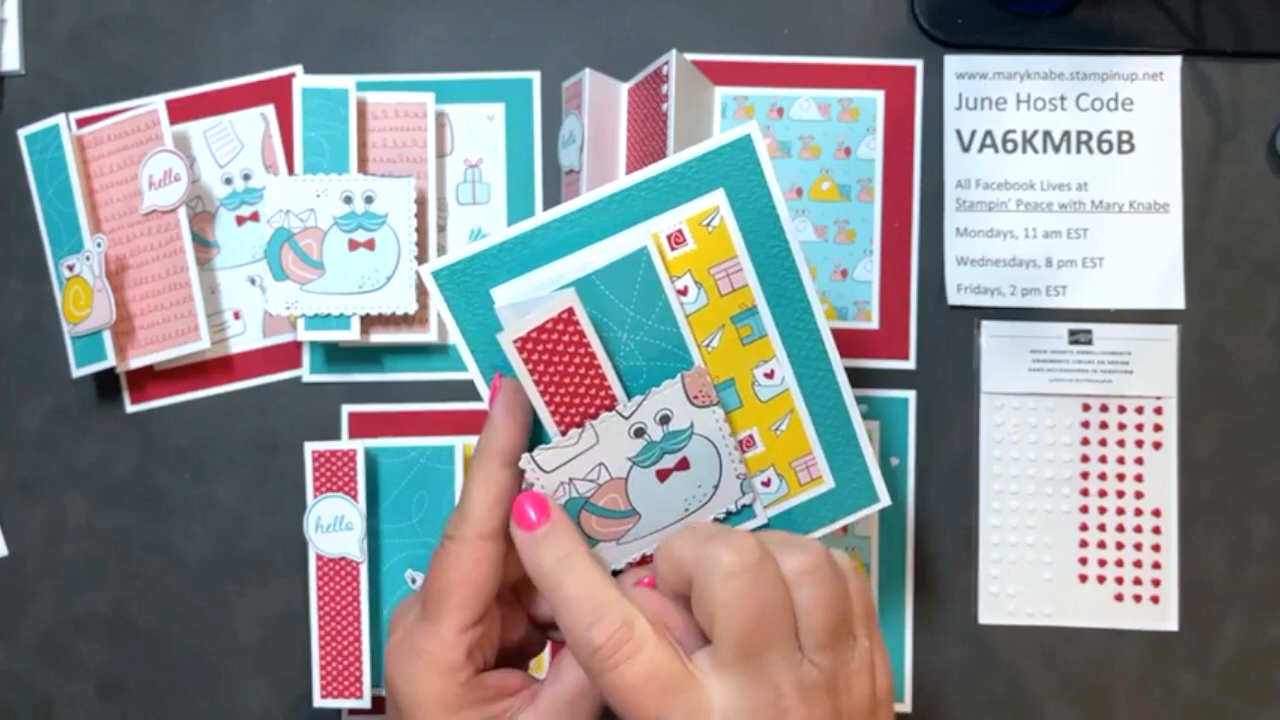 www.maryknabe.stampinup.net
June Host Code
VA6KMR6B
All Facebook Lives at
Stampin' Peace with Mary Knabe
Mondays, 11 am EST
Wednesdays, 8 pm EST
Fridays, 2 pm EST
hello
hello
hello